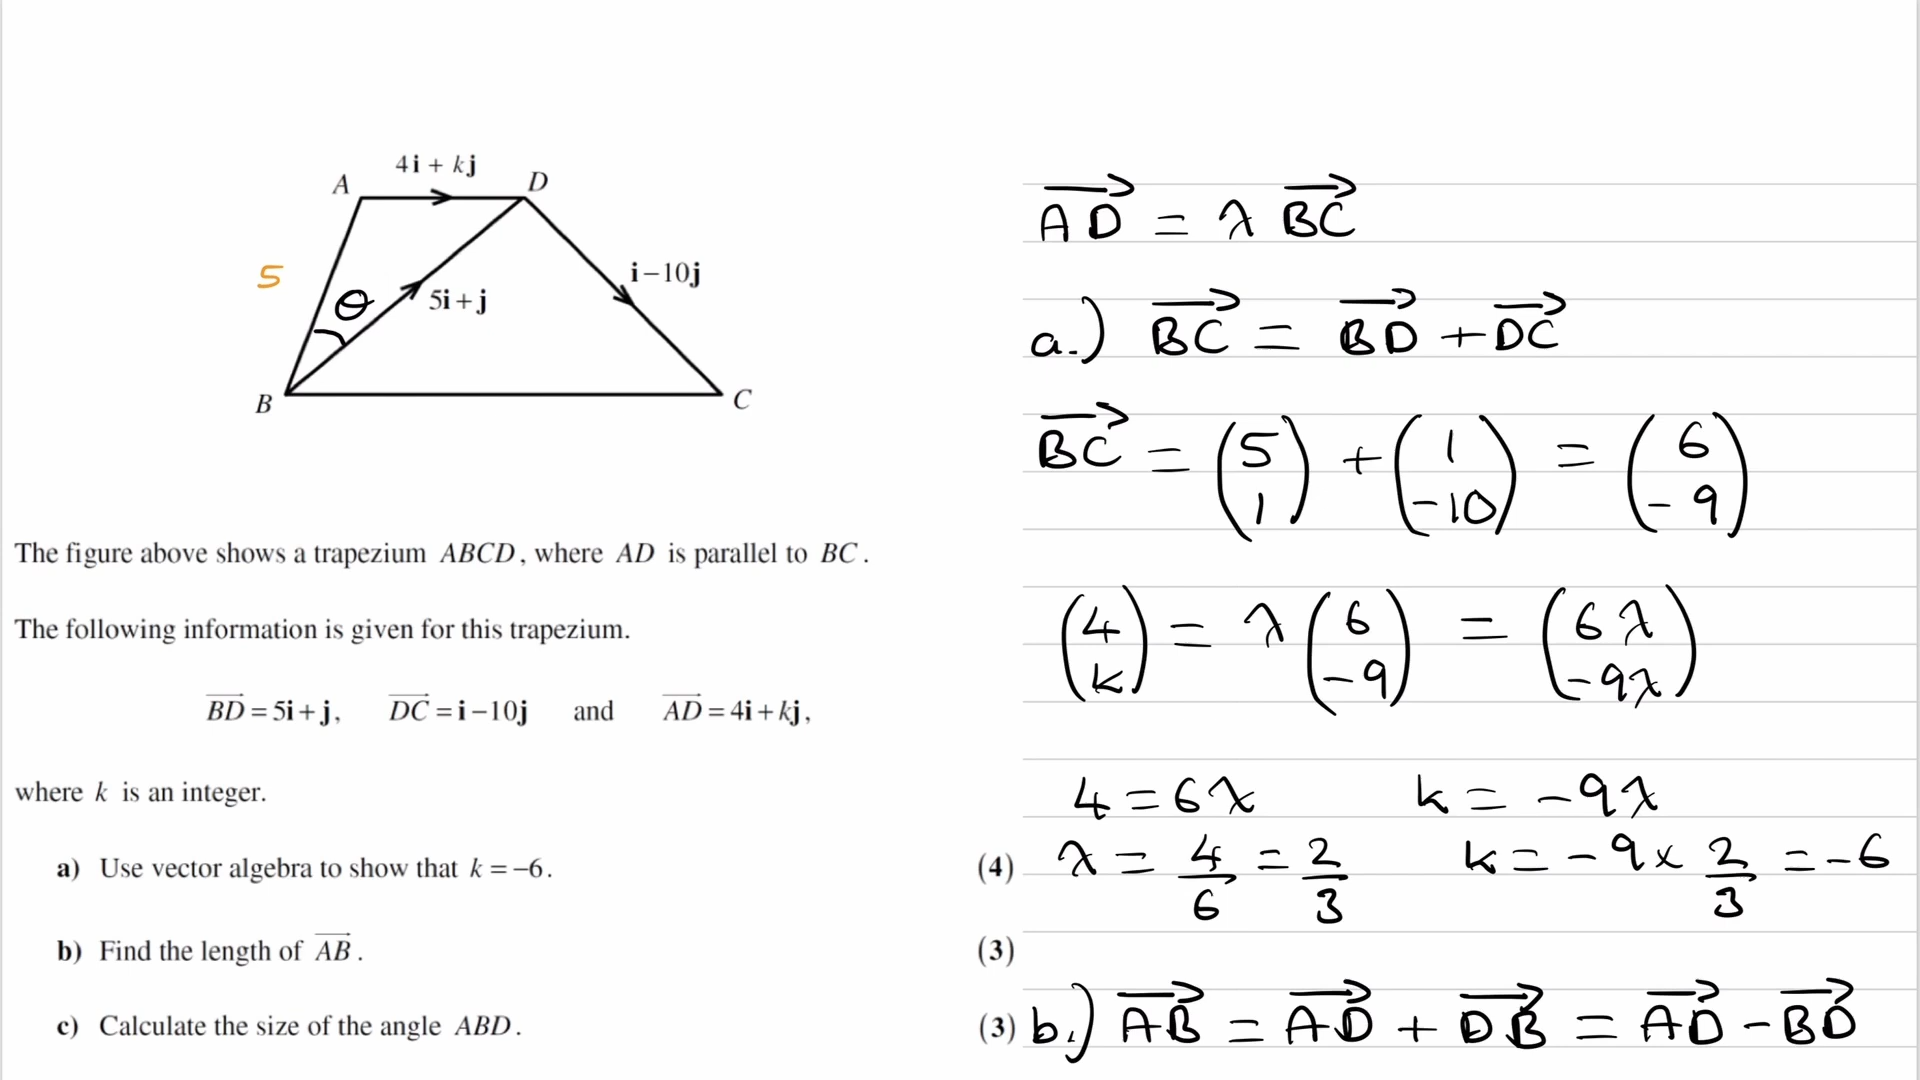 4i + kj
A
D
5
θ
5i+j
i−10j
B
C
The figure above shows a trapezium ABCD, where AD is parallel to BC.
The following information is given for this trapezium.
BD⃗ = 5i + j, DC⃗ = i − 10j and AD⃗ = 4i + kj,
where k is an integer.
a) Use vector algebra to show that k = −6. (4)
b) Find the length of AB⃗. (3)
c) Calculate the size of the angle ABD. (3)
AD⃗ = λ BC⃗
a.) BC⃗ = BD⃗ + DC⃗
BC⃗ = (5 1) + (1 −10) = (6 −9)
(4 k) = λ (6 −9) = (6λ −9λ)
4 = 6λ k = −9λ
λ = 4/6 = 2/3 k = −9 × 2/3 = −6
b.) AB⃗ = AD⃗ + DB⃗ = AD⃗ − BD⃗